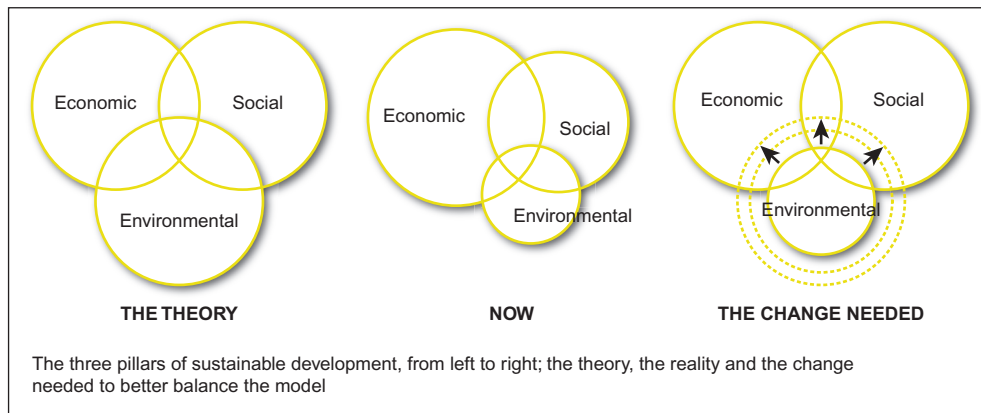 Economic
Social
Environmental
THE THEORY
Economic
Social
Environmental
NOW
Economic
Social
Environmental
THE CHANGE NEEDED
The three pillars of sustainable development, from left to right; the theory, the reality and the change
needed to better balance the model